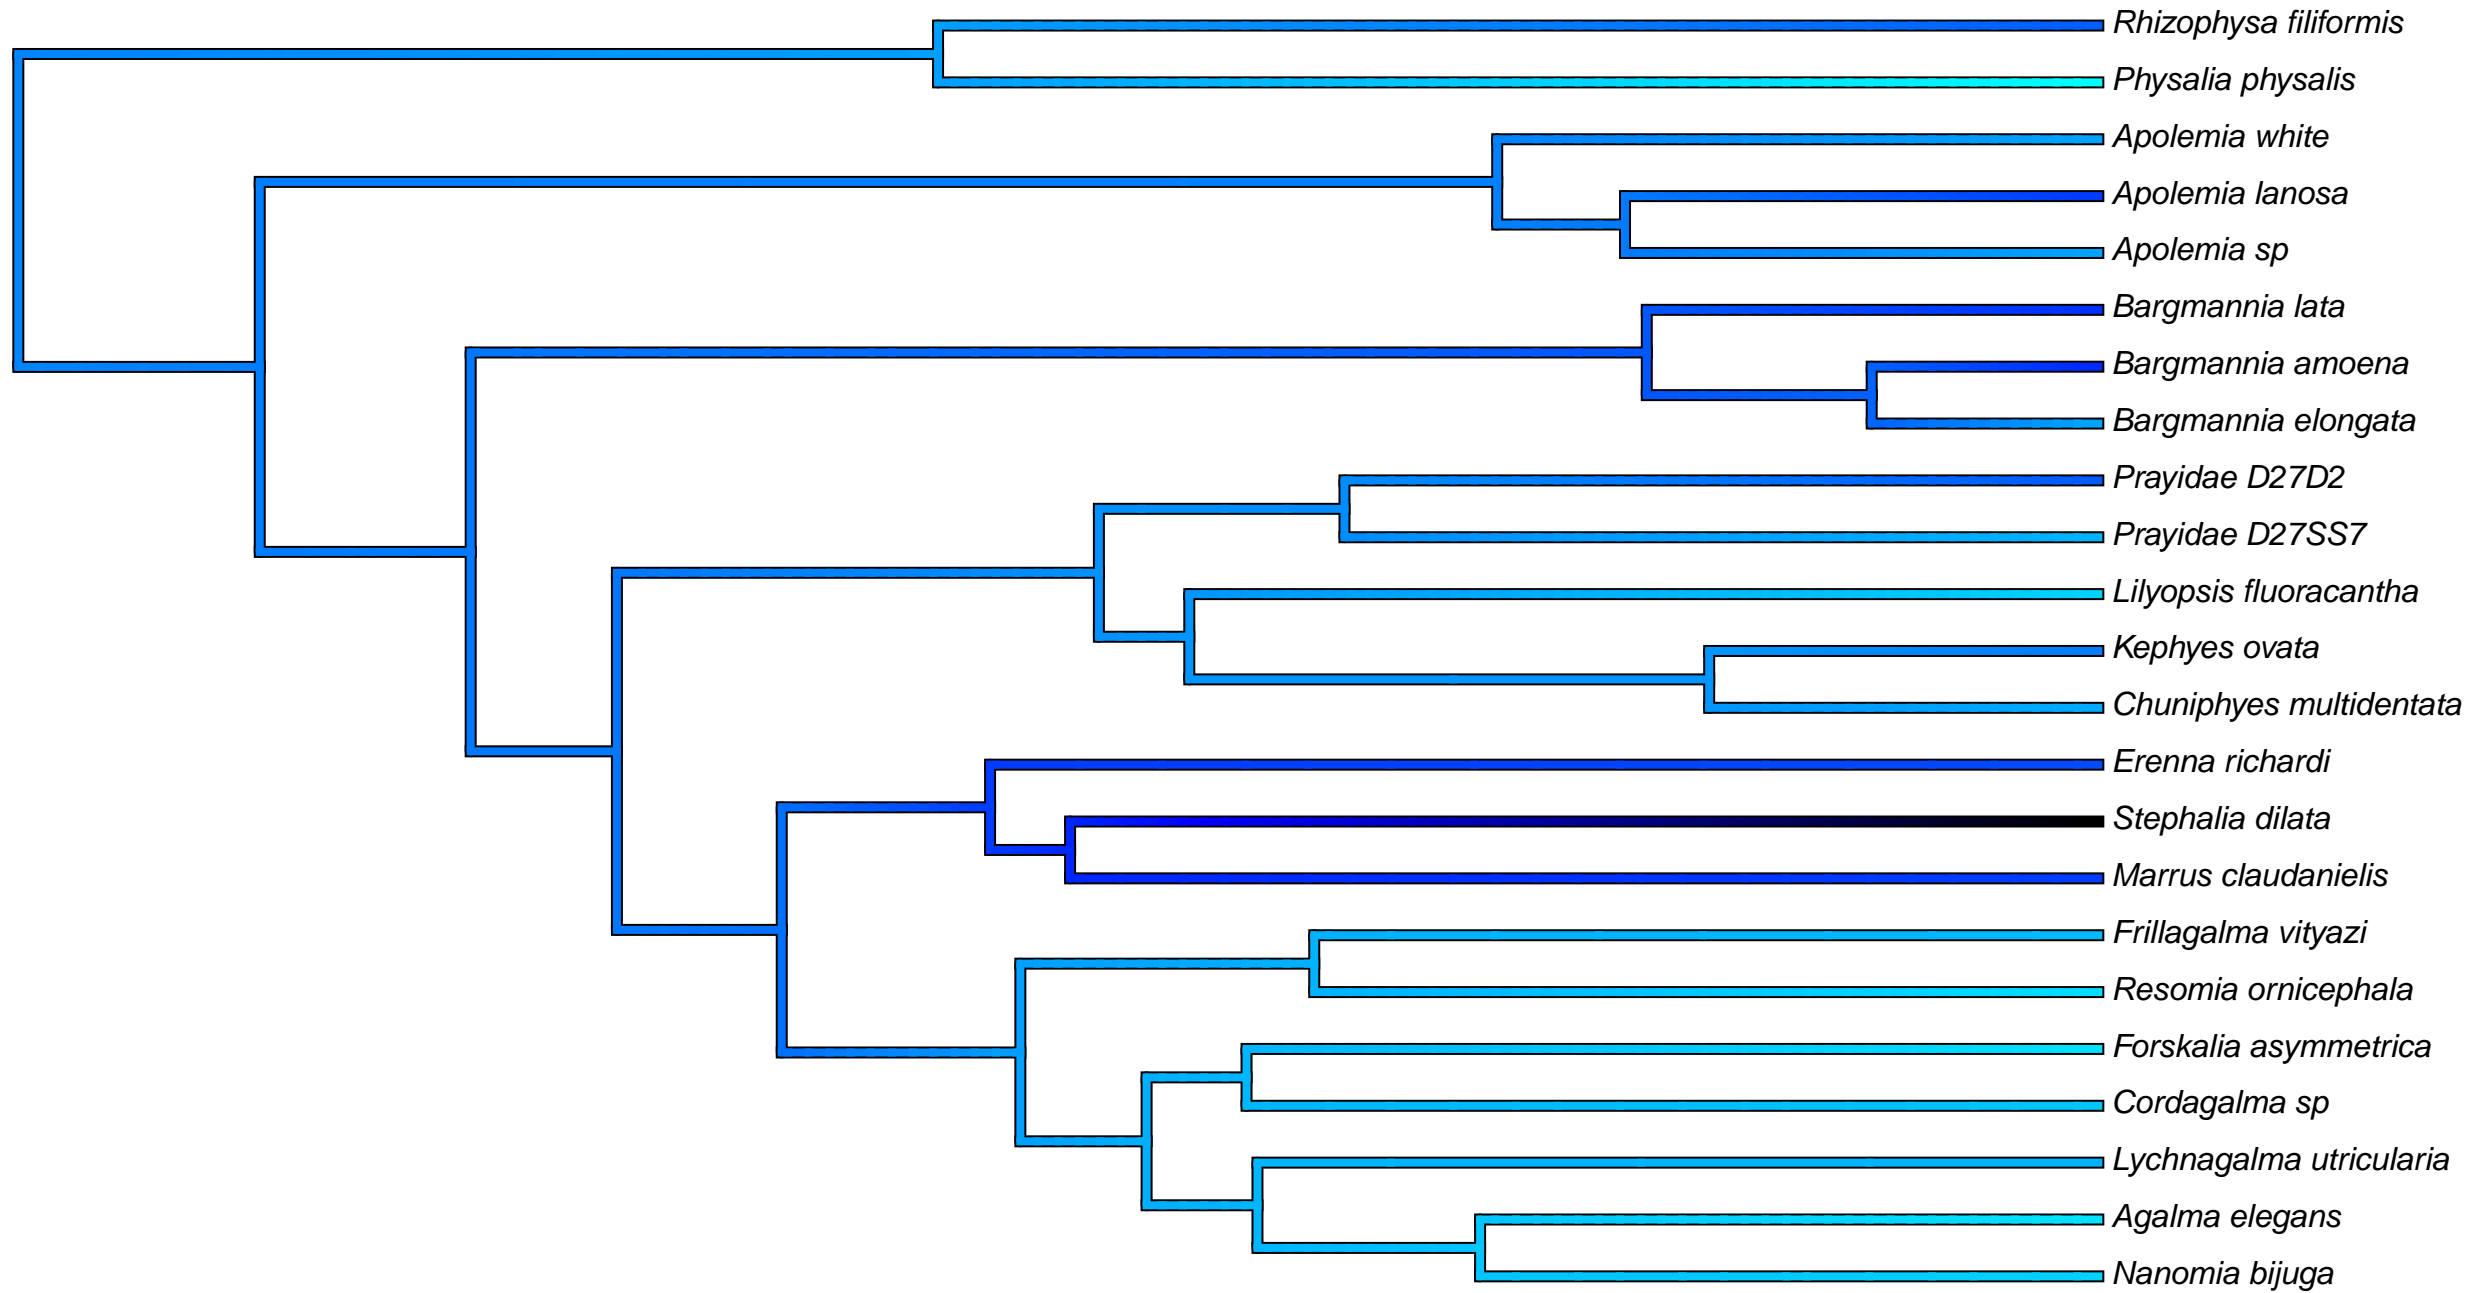 Rhizophysa filiformis
Physalia physalis
Apolemia white
Apolemia lanosa
Apolemia sp
Bargmannia lata
Bargmannia amoena
Bargmannia elongata
Prayidae D27D2
Prayidae D27SS7
Lilyopsis fluoracantha
Kephyes ovata
Chuniphyes multidentata
Erenna richardi
Stephalia dilata
Marrus claudanielis
Frillagalma vityazi
Resomia ornicephala
Forskalia asymmetrica
Cordagalma sp
Lychnagalma utricularia
Agalma elegans
Nanomia bijuga